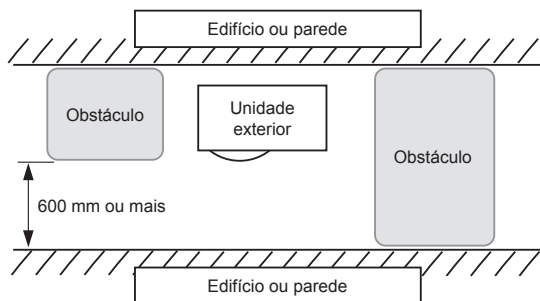 Edifício ou parede
Obstáculo
Unidade
exterior
Obstáculo
600 mm ou mais
Edifício ou parede